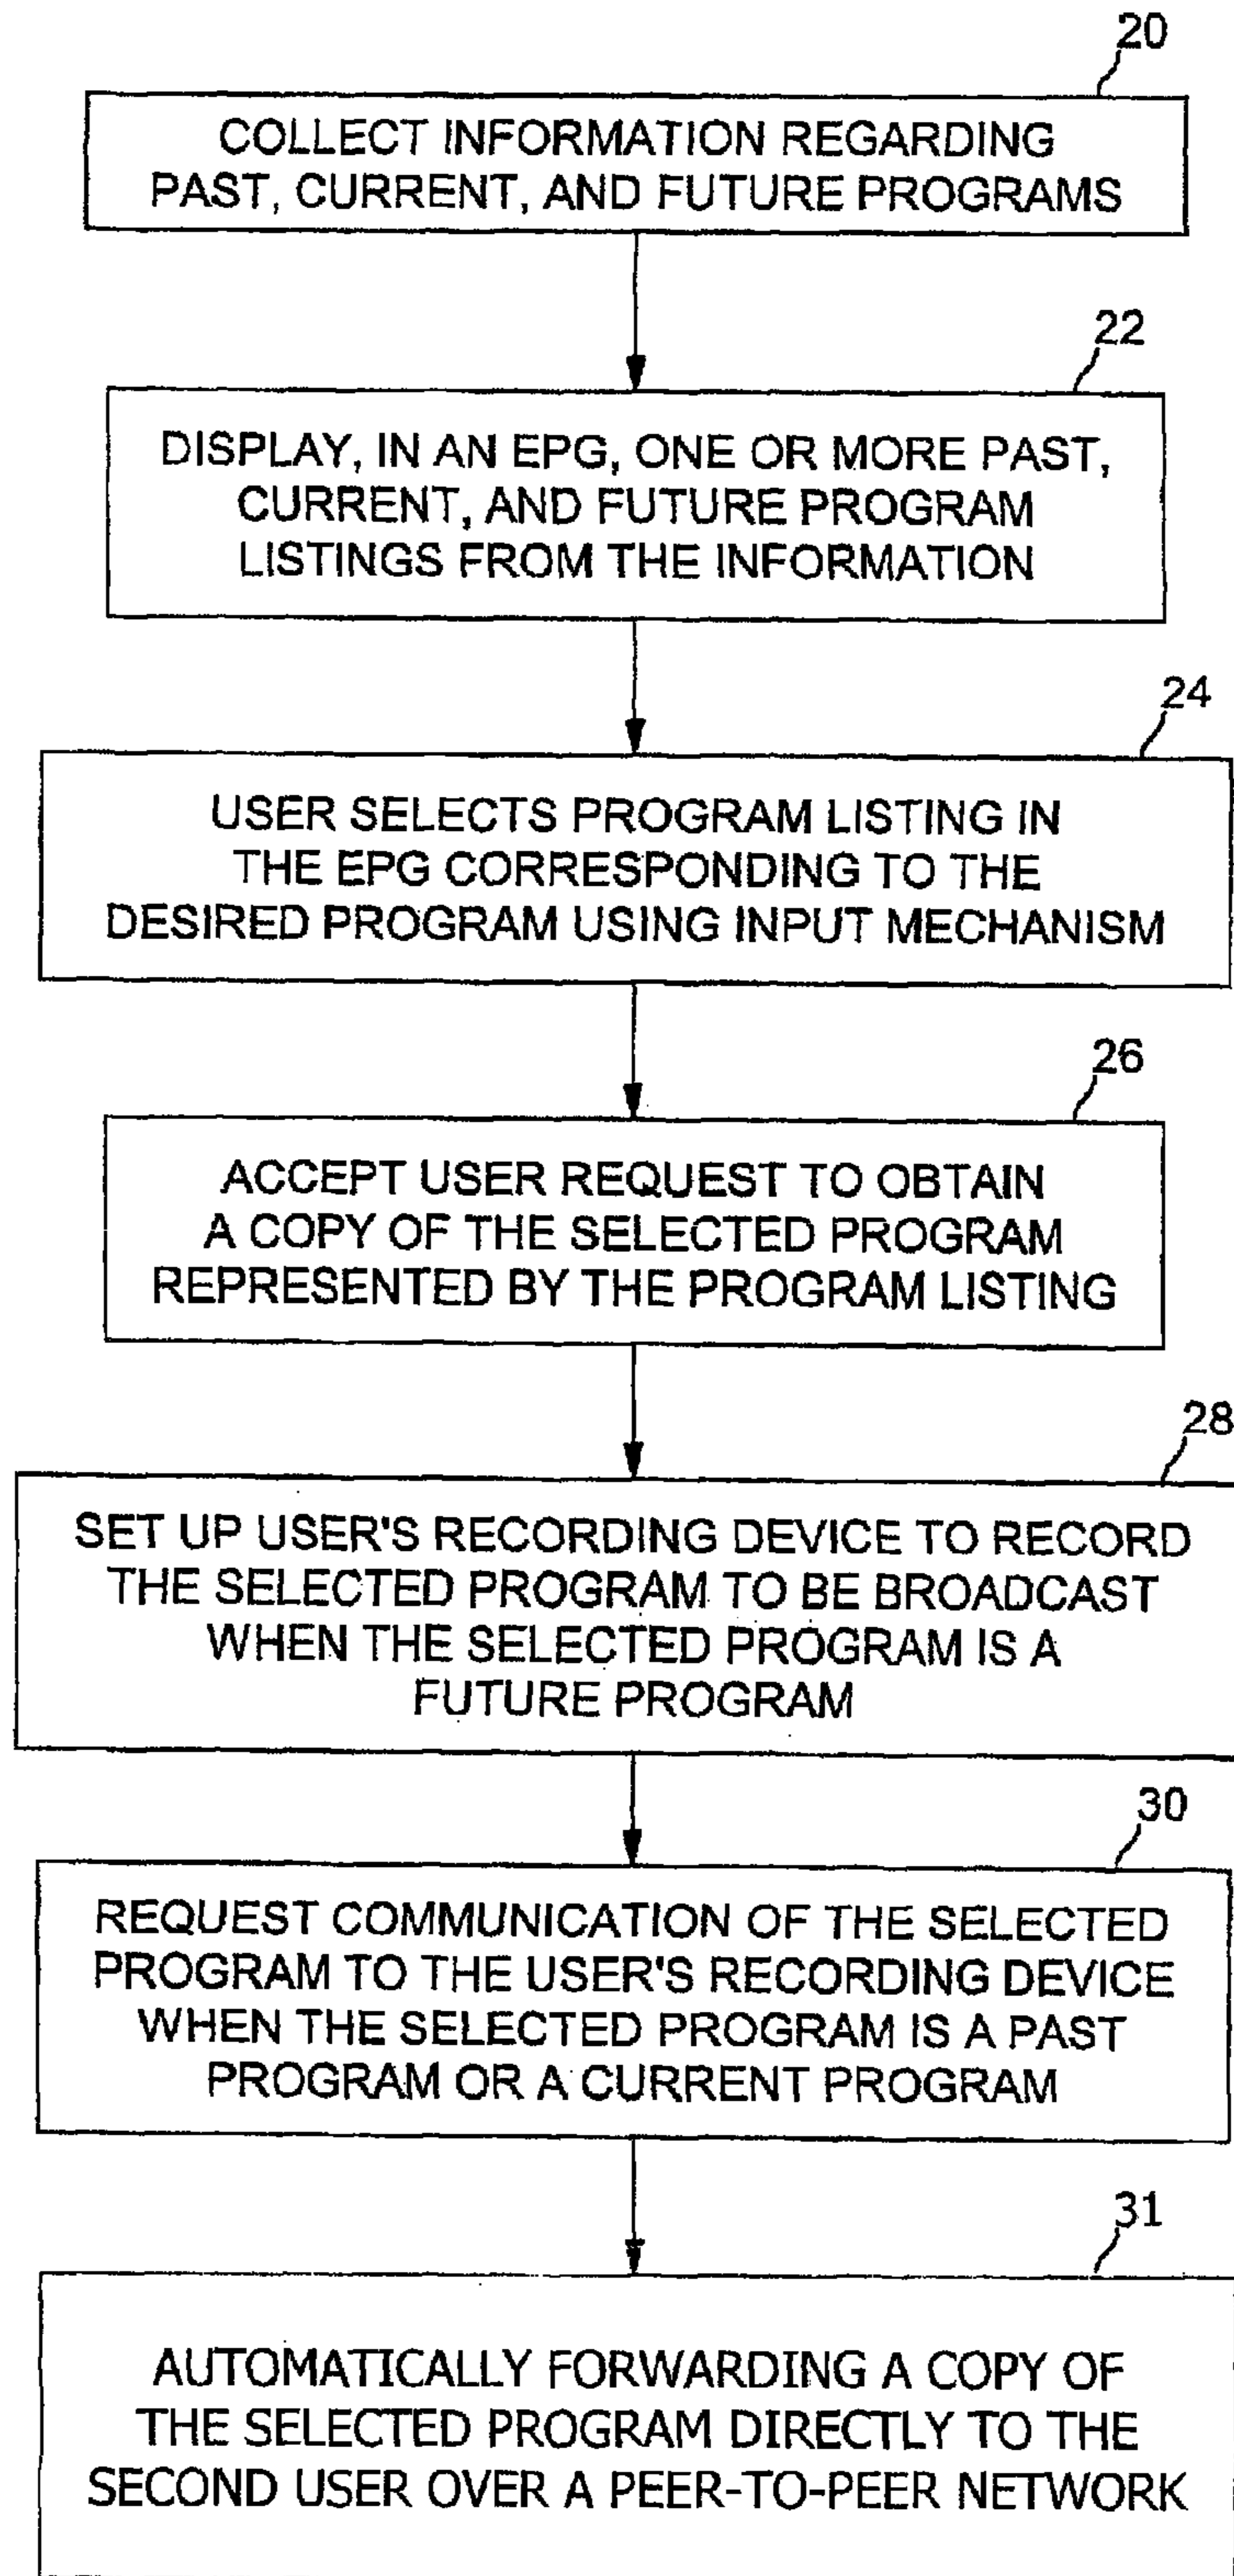 20
COLLECT INFORMATION REGARDING
PAST, CURRENT, AND FUTURE PROGRAMS
22
DISPLAY, IN AN EPG, ONE OR MORE PAST,
CURRENT, AND FUTURE PROGRAM
LISTINGS FROM THE INFORMATION
24
USER SELECTS PROGRAM LISTING IN
THE EPG CORRESPONDING TO THE
DESIRED PROGRAM USING INPUT MECHANISM
26
ACCEPT USER REQUEST TO OBTAIN
A COPY OF THE SELECTED PROGRAM
REPRESENTED BY THE PROGRAM LISTING
28
SET UP USER'S RECORDING DEVICE TO RECORD
THE SELECTED PROGRAM TO BE BROADCAST
WHEN THE SELECTED PROGRAM IS A
FUTURE PROGRAM
30
REQUEST COMMUNICATION OF THE SELECTED
PROGRAM TO THE USER'S RECORDING DEVICE
WHEN THE SELECTED PROGRAM IS A PAST
PROGRAM OR A CURRENT PROGRAM
31
AUTOMATICALLY FORWARDING A COPY OF
THE SELECTED PROGRAM DIRECTLY TO THE
SECOND USER OVER A PEER-TO-PEER NETWORK